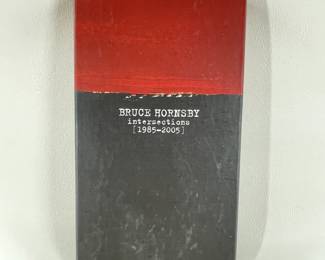 BRUCE HORNSBY
intersections
[1985-2005]